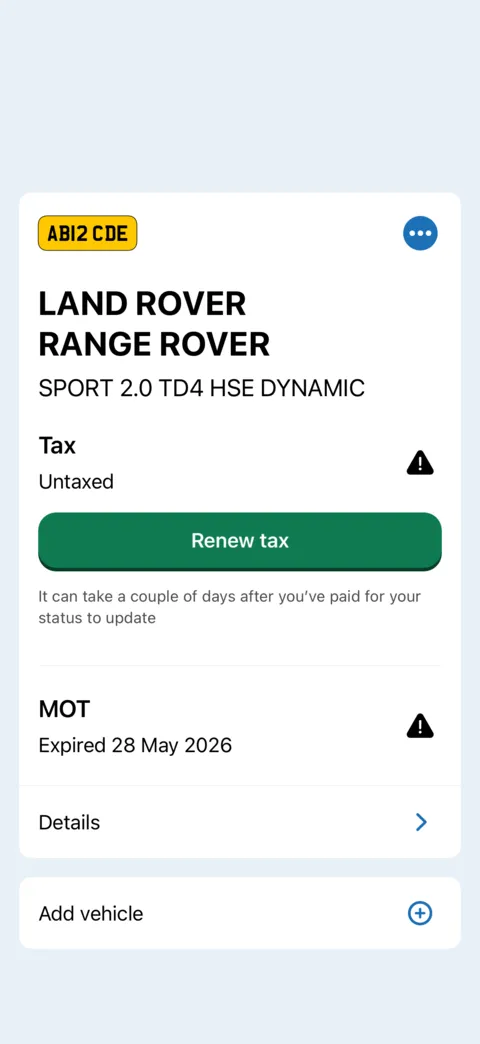 AB12 CDE
LAND ROVER
RANGE ROVER
SPORT 2.0 TD4 HSE DYNAMIC
Tax
Untaxed
Renew tax
It can take a couple of days after you’ve paid for your
status to update
MOT
Expired 28 May 2026
Details
Add vehicle